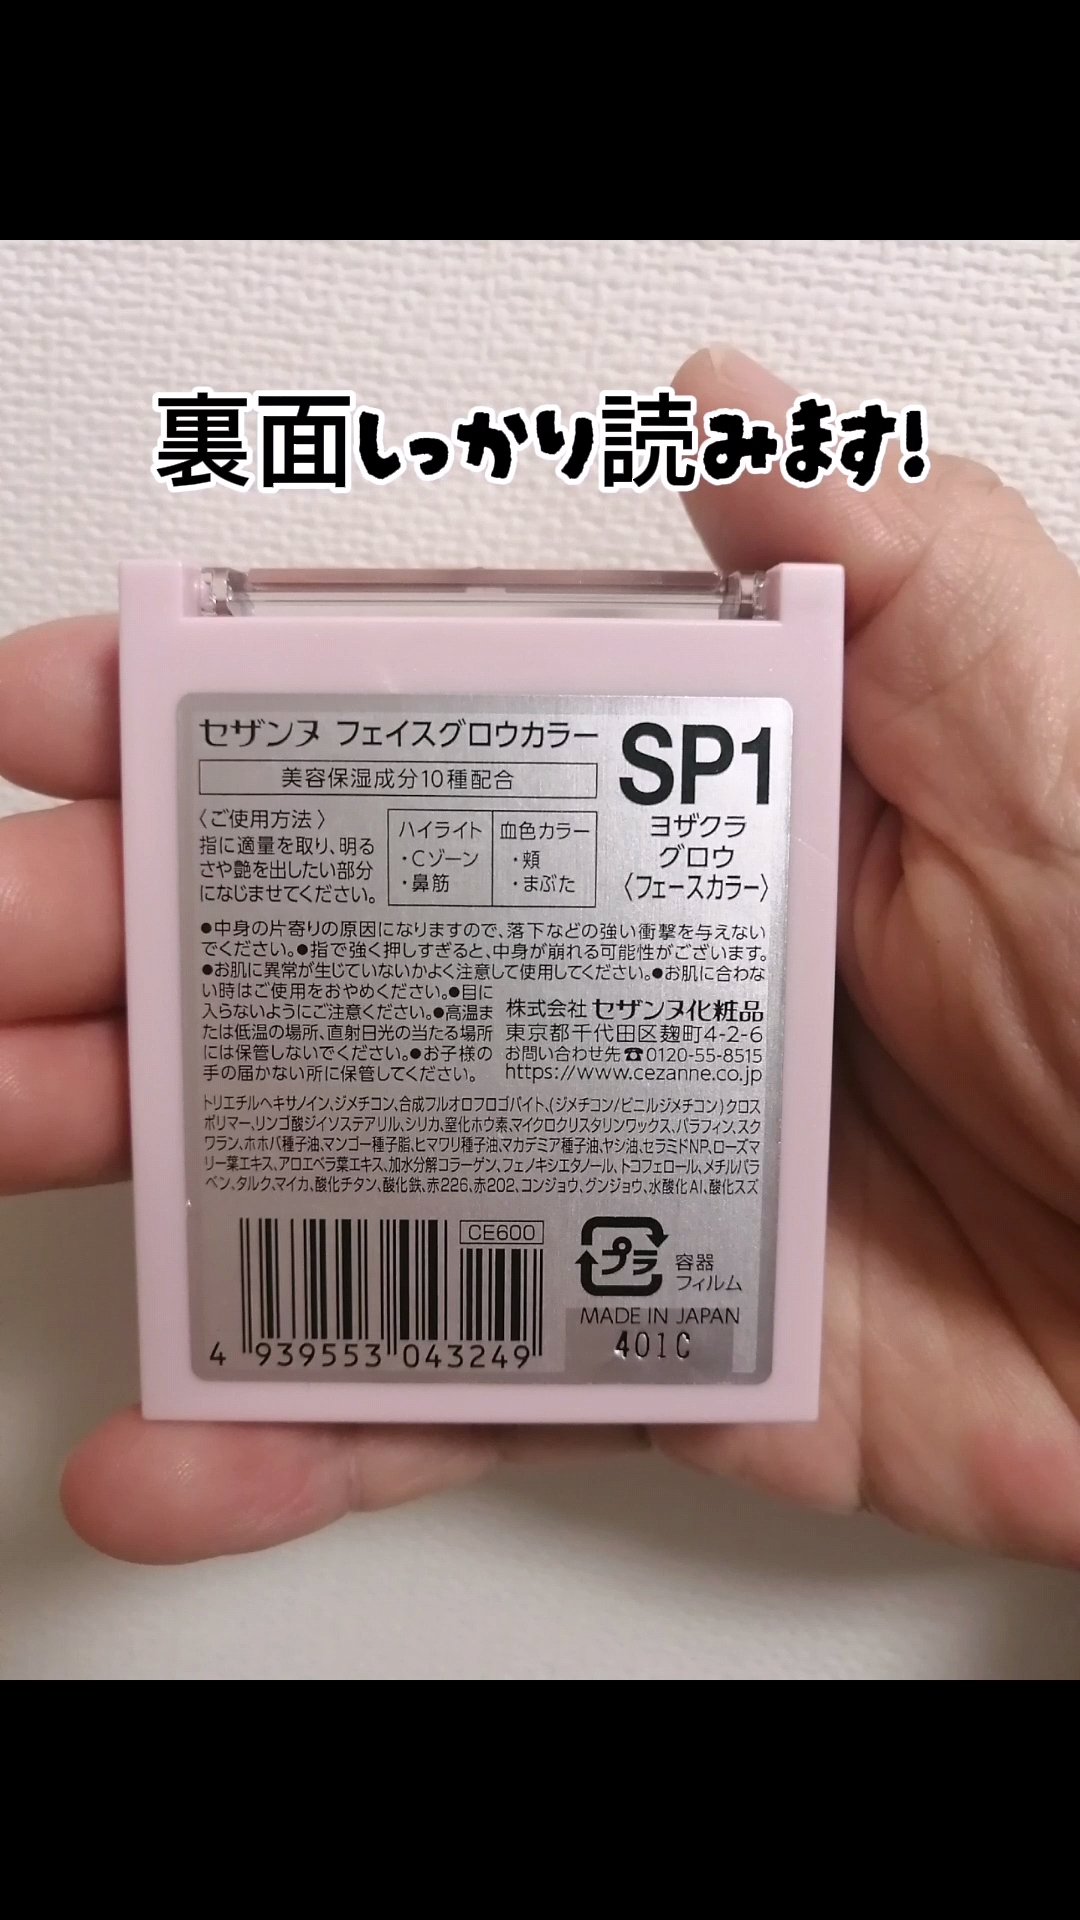 裏面しっかり読みます!
セザンヌ フェイスグロウカラー
SP1
美容保湿成分10種配合
ヨザクラ
グロウ
〈フェースカラー〉
〈ご使用方法〉
指に適量を取り、明る
さや艶を出したい部分
になじませてください。
ハイライト
・Cゾーン
・鼻筋
血色カラー
・頬
・まぶた
●中身の片寄りの原因になりますので、落下などの強い衝撃を与えない
でください。●指で強く押しすぎると、中身が崩れる可能性がございます。
●お肌に異常が生じていないかよく注意して使用してください。●お肌に合わな
い時はご使用をおやめください。●目に
入らないようにご注意ください。●高温ま
たは低温の場所、直射日光の当たる場所
には保管しないでください。●お子様の
手の届かない所に保管してください。
株式会社 セザンヌ化粧品
東京都千代田区麹町4-2-6
お問い合わせ先☎0120-55-8515
https://www.cezanne.co.jp
トリエチルヘキサノイン、ジメチコン、合成フルオロフロゴパイト、(ジメチコン/ビニルジメチコン)クロス
ポリマー、リンゴ酸ジイソステアリル、シリカ、窒化ホウ素、マイクロクリスタリンワックス、パラフィン、スク
ワラン、ホホバ種子油、マンゴー種子脂、ヒマワリ種子油、マカデミア種子油、ヤシ油、セラミドNP、ローズマ
リー葉エキス、アロエベラ葉エキス、加水分解コラーゲン、フェノキシエタノール、トコフェロール、メチルパラ
ベン、タルク、マイカ、酸化チタン、酸化鉄、赤226、赤202、コンジョウ、グンジョウ、水酸化Al、酸化スズ
CE600
4 939553 043249
プラ
容器
フィルム
MADE IN JAPAN
401C